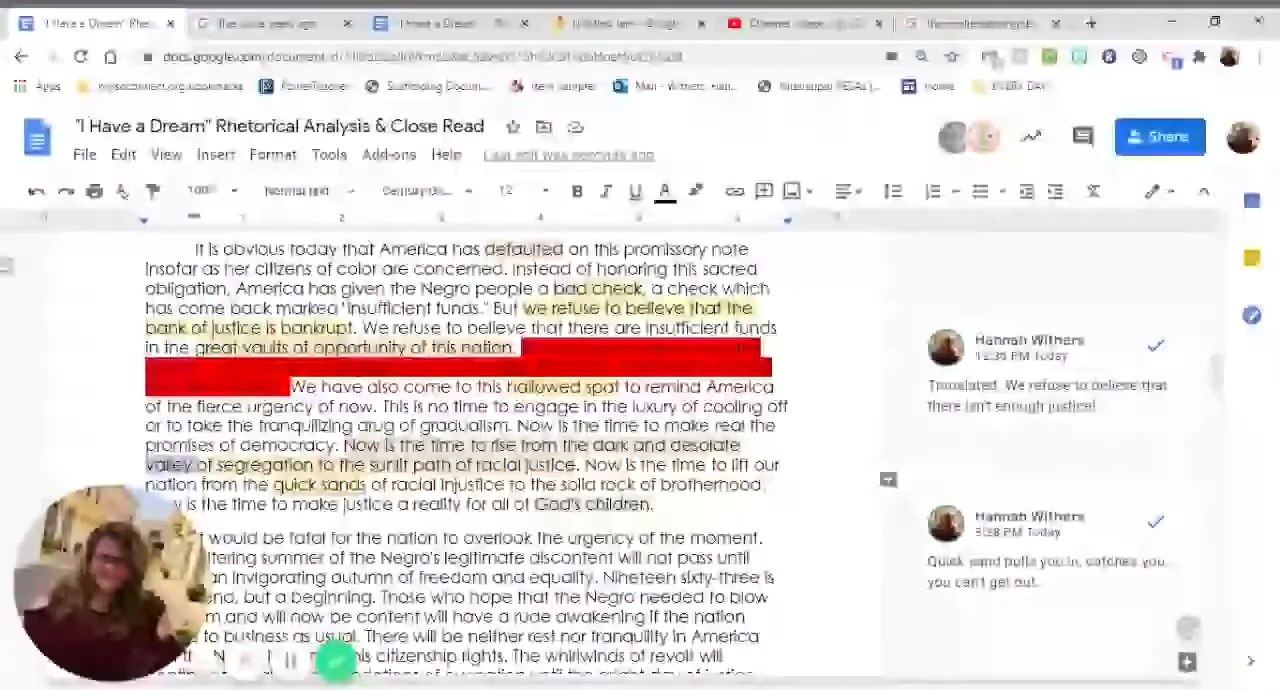 "I Have a Dream" Rhet
"I Have a Dream" Rhetorical Analysis & Close Read
Share
File Edit View Insert Format Tools Add-ons Help Last edit was seconds ago
100% Normal text 12 B I U A
It is obvious today that America has defaulted on this promissory note
insofar as her citizens of color are concerned. Instead of honoring this sacred
obligation, America has given the Negro people a bad check, a check which
has come back marked "insufficient funds." But we refuse to believe that the
bank of justice is bankrupt. We refuse to believe that there are insufficient funds
in the great vaults of opportunity of this nation.
We have also come to this hallowed spot to remind America
of the fierce urgency of now. This is no time to engage in the luxury of cooling off
or to take the tranquilizing drug of gradualism. Now is the time to make real the
promises of democracy. Now is the time to rise from the dark and desolate
valley of segregation to the sunlit path of racial justice. Now is the time to lift our
nation from the quick sands of racial injustice to the solid rock of brotherhood.
is the time to make justice a reality for all of God's children.
would be fatal for the nation to overlook the urgency of the moment.
ltering summer of the Negro's legitimate discontent will not pass until
an invigorating autumn of freedom and equality. Nineteen sixty-three is
end, but a beginning. Those who hope that the Negro needed to blow
m and will now be content will have a rude awakening if the nation
to business as usual. There will be neither rest nor tranquility in America
his citizenship rights. The whirlwinds of revolt will
Hannah Withers
Today
Translated. We refuse to believe that
there isn't enough justice!
Hannah Withers
Today
Quick sand pulls you in, catches you,
you can't get out.